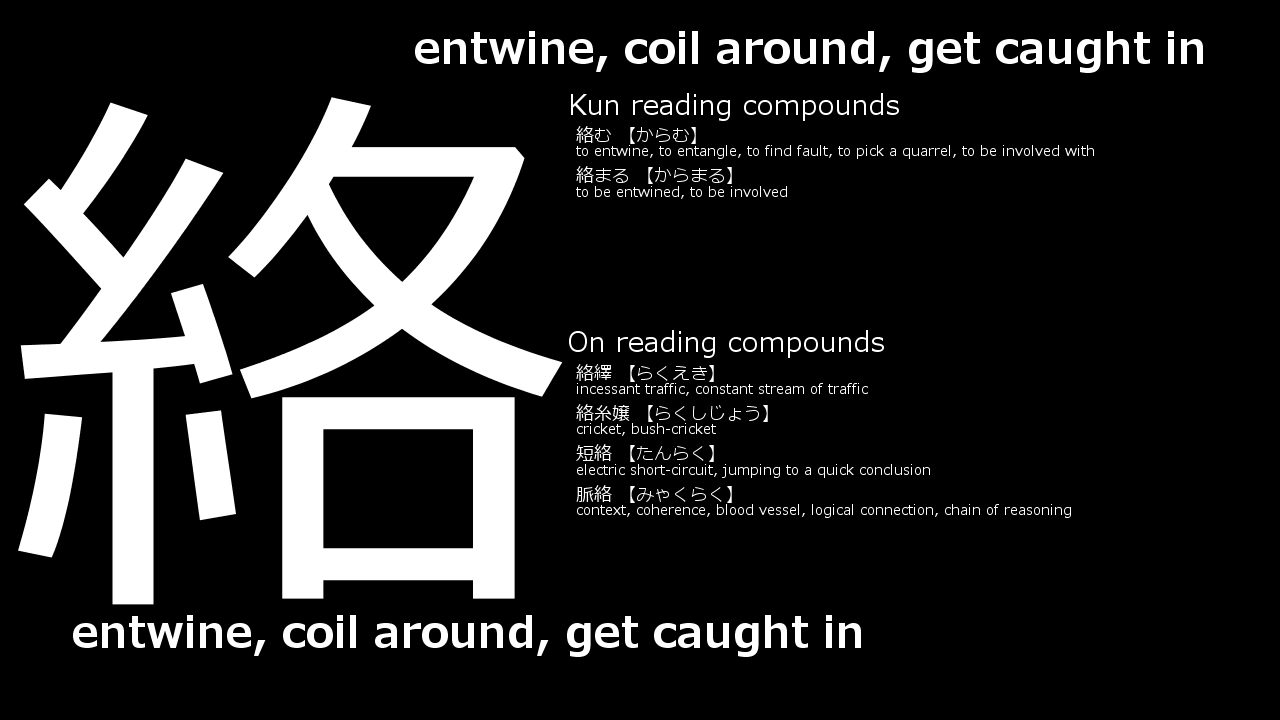 entwine, coil around, get caught in
絡
Kun reading compounds
絡む 【からむ】
to entwine, to entangle, to find fault, to pick a quarrel, to be involved with
絡まる 【からまる】
to be entwined, to be involved
On reading compounds
絡繹 【らくえき】
incessant traffic, constant stream of traffic
絡糸嬢 【らくしじょう】
cricket, bush-cricket
短絡 【たんらく】
electric short-circuit, jumping to a quick conclusion
脈絡 【みゃくらく】
context, coherence, blood vessel, logical connection, chain of reasoning
entwine, coil around, get caught in